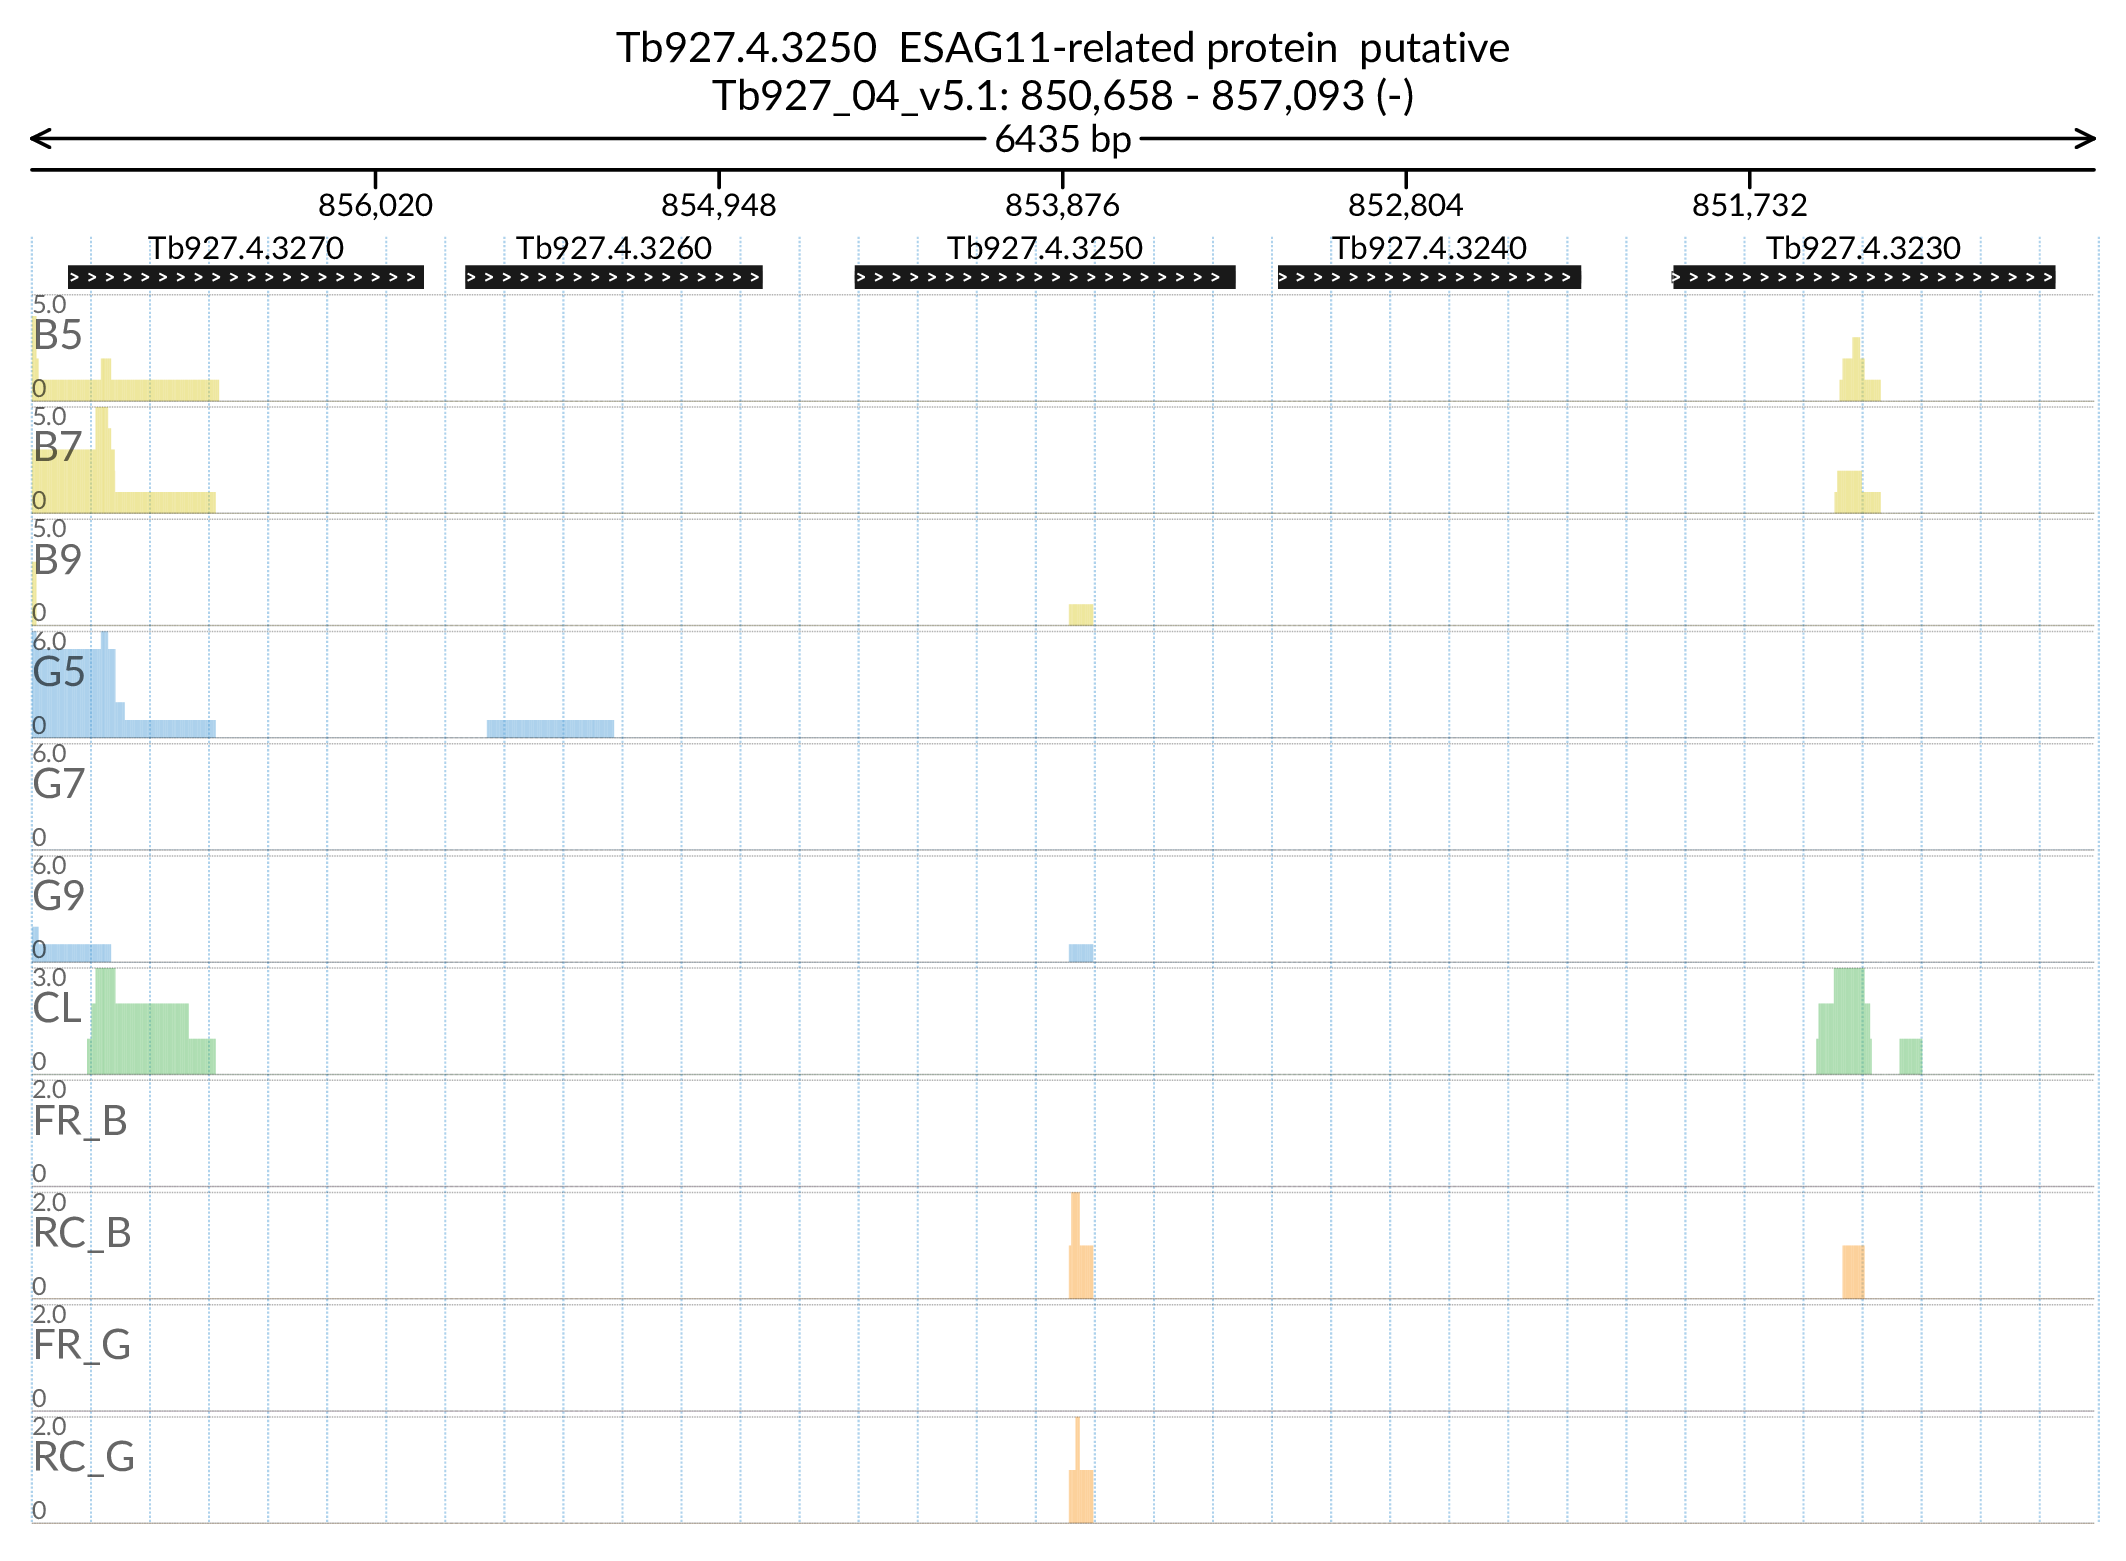 Tb927.4.3250  ESAG11-related protein  putative
Tb927_04_v5.1: 850,658 - 857,093 (-)
6435 bp
856,020 854,948 853,876 852,804 851,732
Tb927.4.3270 Tb927.4.3260 Tb927.4.3250 Tb927.4.3240 Tb927.4.3230
5.0
B5
0
5.0
B7
0
5.0
B9
0
6.0
G5
0
6.0
G7
0
6.0
G9
0
3.0
CL
0
2.0
FR_B
0
2.0
RC_B
0
2.0
FR_G
0
2.0
RC_G
0